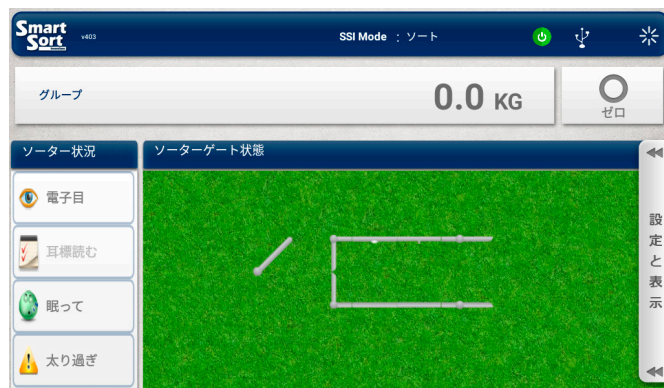 Smart
Sort
v403
SSI Mode : ソート
グループ
0.0 KG
ゼロ
ソーター状況
ソーターゲート状態
電子目
耳標読む
眠って
太り過ぎ
設定と表示